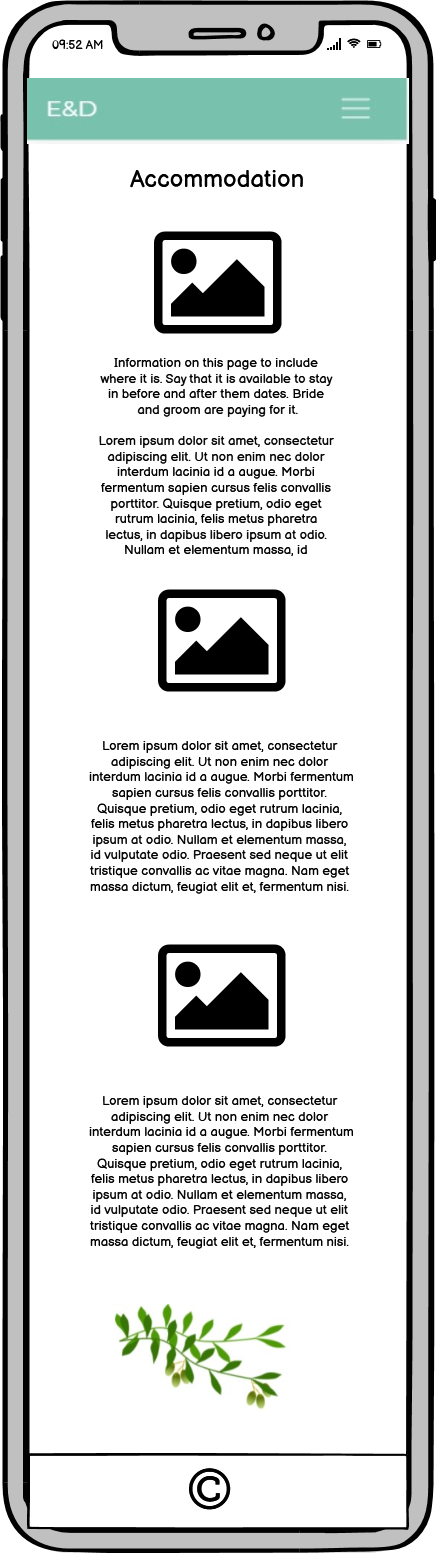 09:52 AM
E&D
Accommodation
Information on this page to include
where it is. Say that it is available to stay
in before and after them dates. Bride
and groom are paying for it.
Lorem ipsum dolor sit amet, consectetur
adipiscing elit. Ut non enim nec dolor
interdum lacinia id a augue. Morbi
fermentum sapien cursus felis convallis
porttitor. Quisque pretium, odio eget
rutrum lacinia, felis metus pharetra
lectus, in dapibus libero ipsum at odio.
Nullam et elementum massa, id
Lorem ipsum dolor sit amet, consectetur
adipiscing elit. Ut non enim nec dolor
interdum lacinia id a augue. Morbi fermentum
sapien cursus felis convallis porttitor.
Quisque pretium, odio eget rutrum lacinia,
felis metus pharetra lectus, in dapibus libero
ipsum at odio. Nullam et elementum massa,
id vulputate odio. Praesent sed neque ut elit
tristique convallis ac vitae magna. Nam eget
massa dictum, feugiat elit et, fermentum nisi.
Lorem ipsum dolor sit amet, consectetur
adipiscing elit. Ut non enim nec dolor
interdum lacinia id a augue. Morbi fermentum
sapien cursus felis convallis porttitor.
Quisque pretium, odio eget rutrum lacinia,
felis metus pharetra lectus, in dapibus libero
ipsum at odio. Nullam et elementum massa,
id vulputate odio. Praesent sed neque ut elit
tristique convallis ac vitae magna. Nam eget
massa dictum, feugiat elit et, fermentum nisi.
©